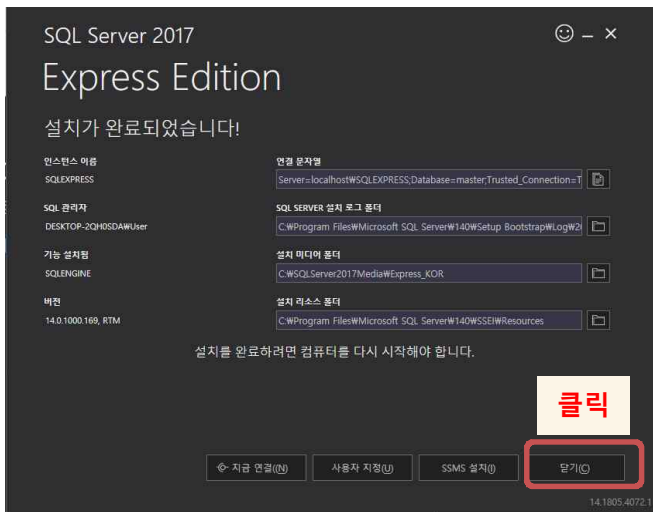 SQL Server 2017
Express Edition
설치가 완료되었습니다!
인스턴스 이름
SQLEXPRESS
연결 문자열
Server=localhost₩SQLEXPRESS;Database=master;Trusted_Connection=T
SQL 관리자
DESKTOP-2QH0SDA₩User
SQL SERVER 설치 로그 폴더
C:₩Program Files₩Microsoft SQL Server₩140₩Setup Bootstrap₩Log₩2
기능 설치됨
SQLENGINE
설치 미디어 폴더
C:₩SQLServer2017Media₩Express_KOR
버전
14.0.1000.169, RTM
설치 리소스 폴더
C:₩Program Files₩Microsoft SQL Server₩140₩SSEI₩Resources
설치를 완료하려면 컴퓨터를 다시 시작해야 합니다.
클릭
지금 연결(N) 사용자 지정(U) SSMS 설치(I) 닫기(C)
14.1805.4072.1